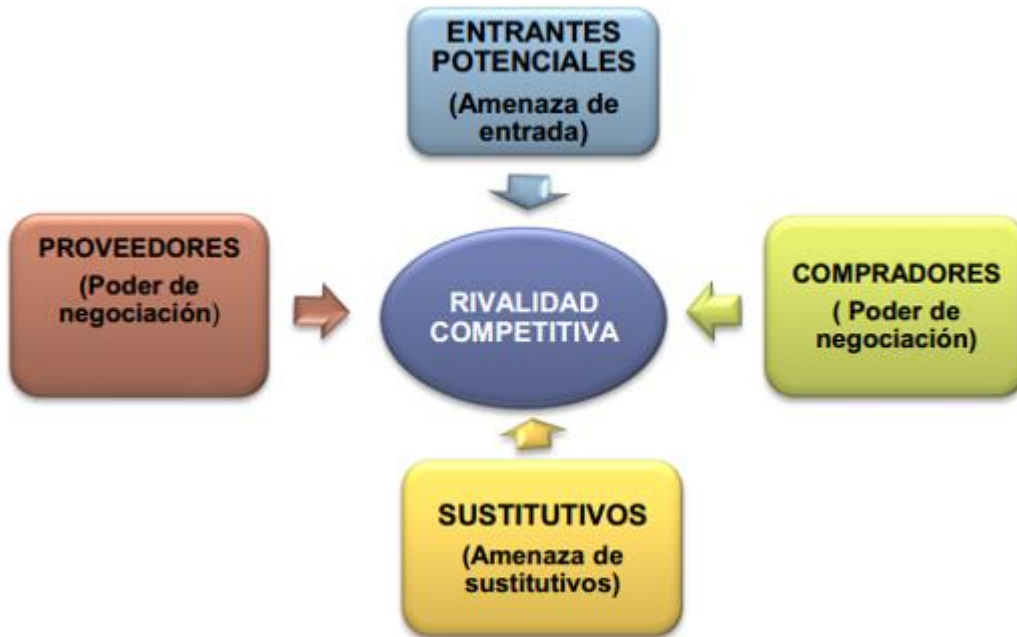 ENTRANTES
POTENCIALES
(Amenaza de
entrada)
PROVEEDORES
(Poder de
negociación)
RIVALIDAD
COMPETITIVA
COMPRADORES
( Poder de
negociación)
SUSTITUTIVOS
(Amenaza de
sustitutivos)